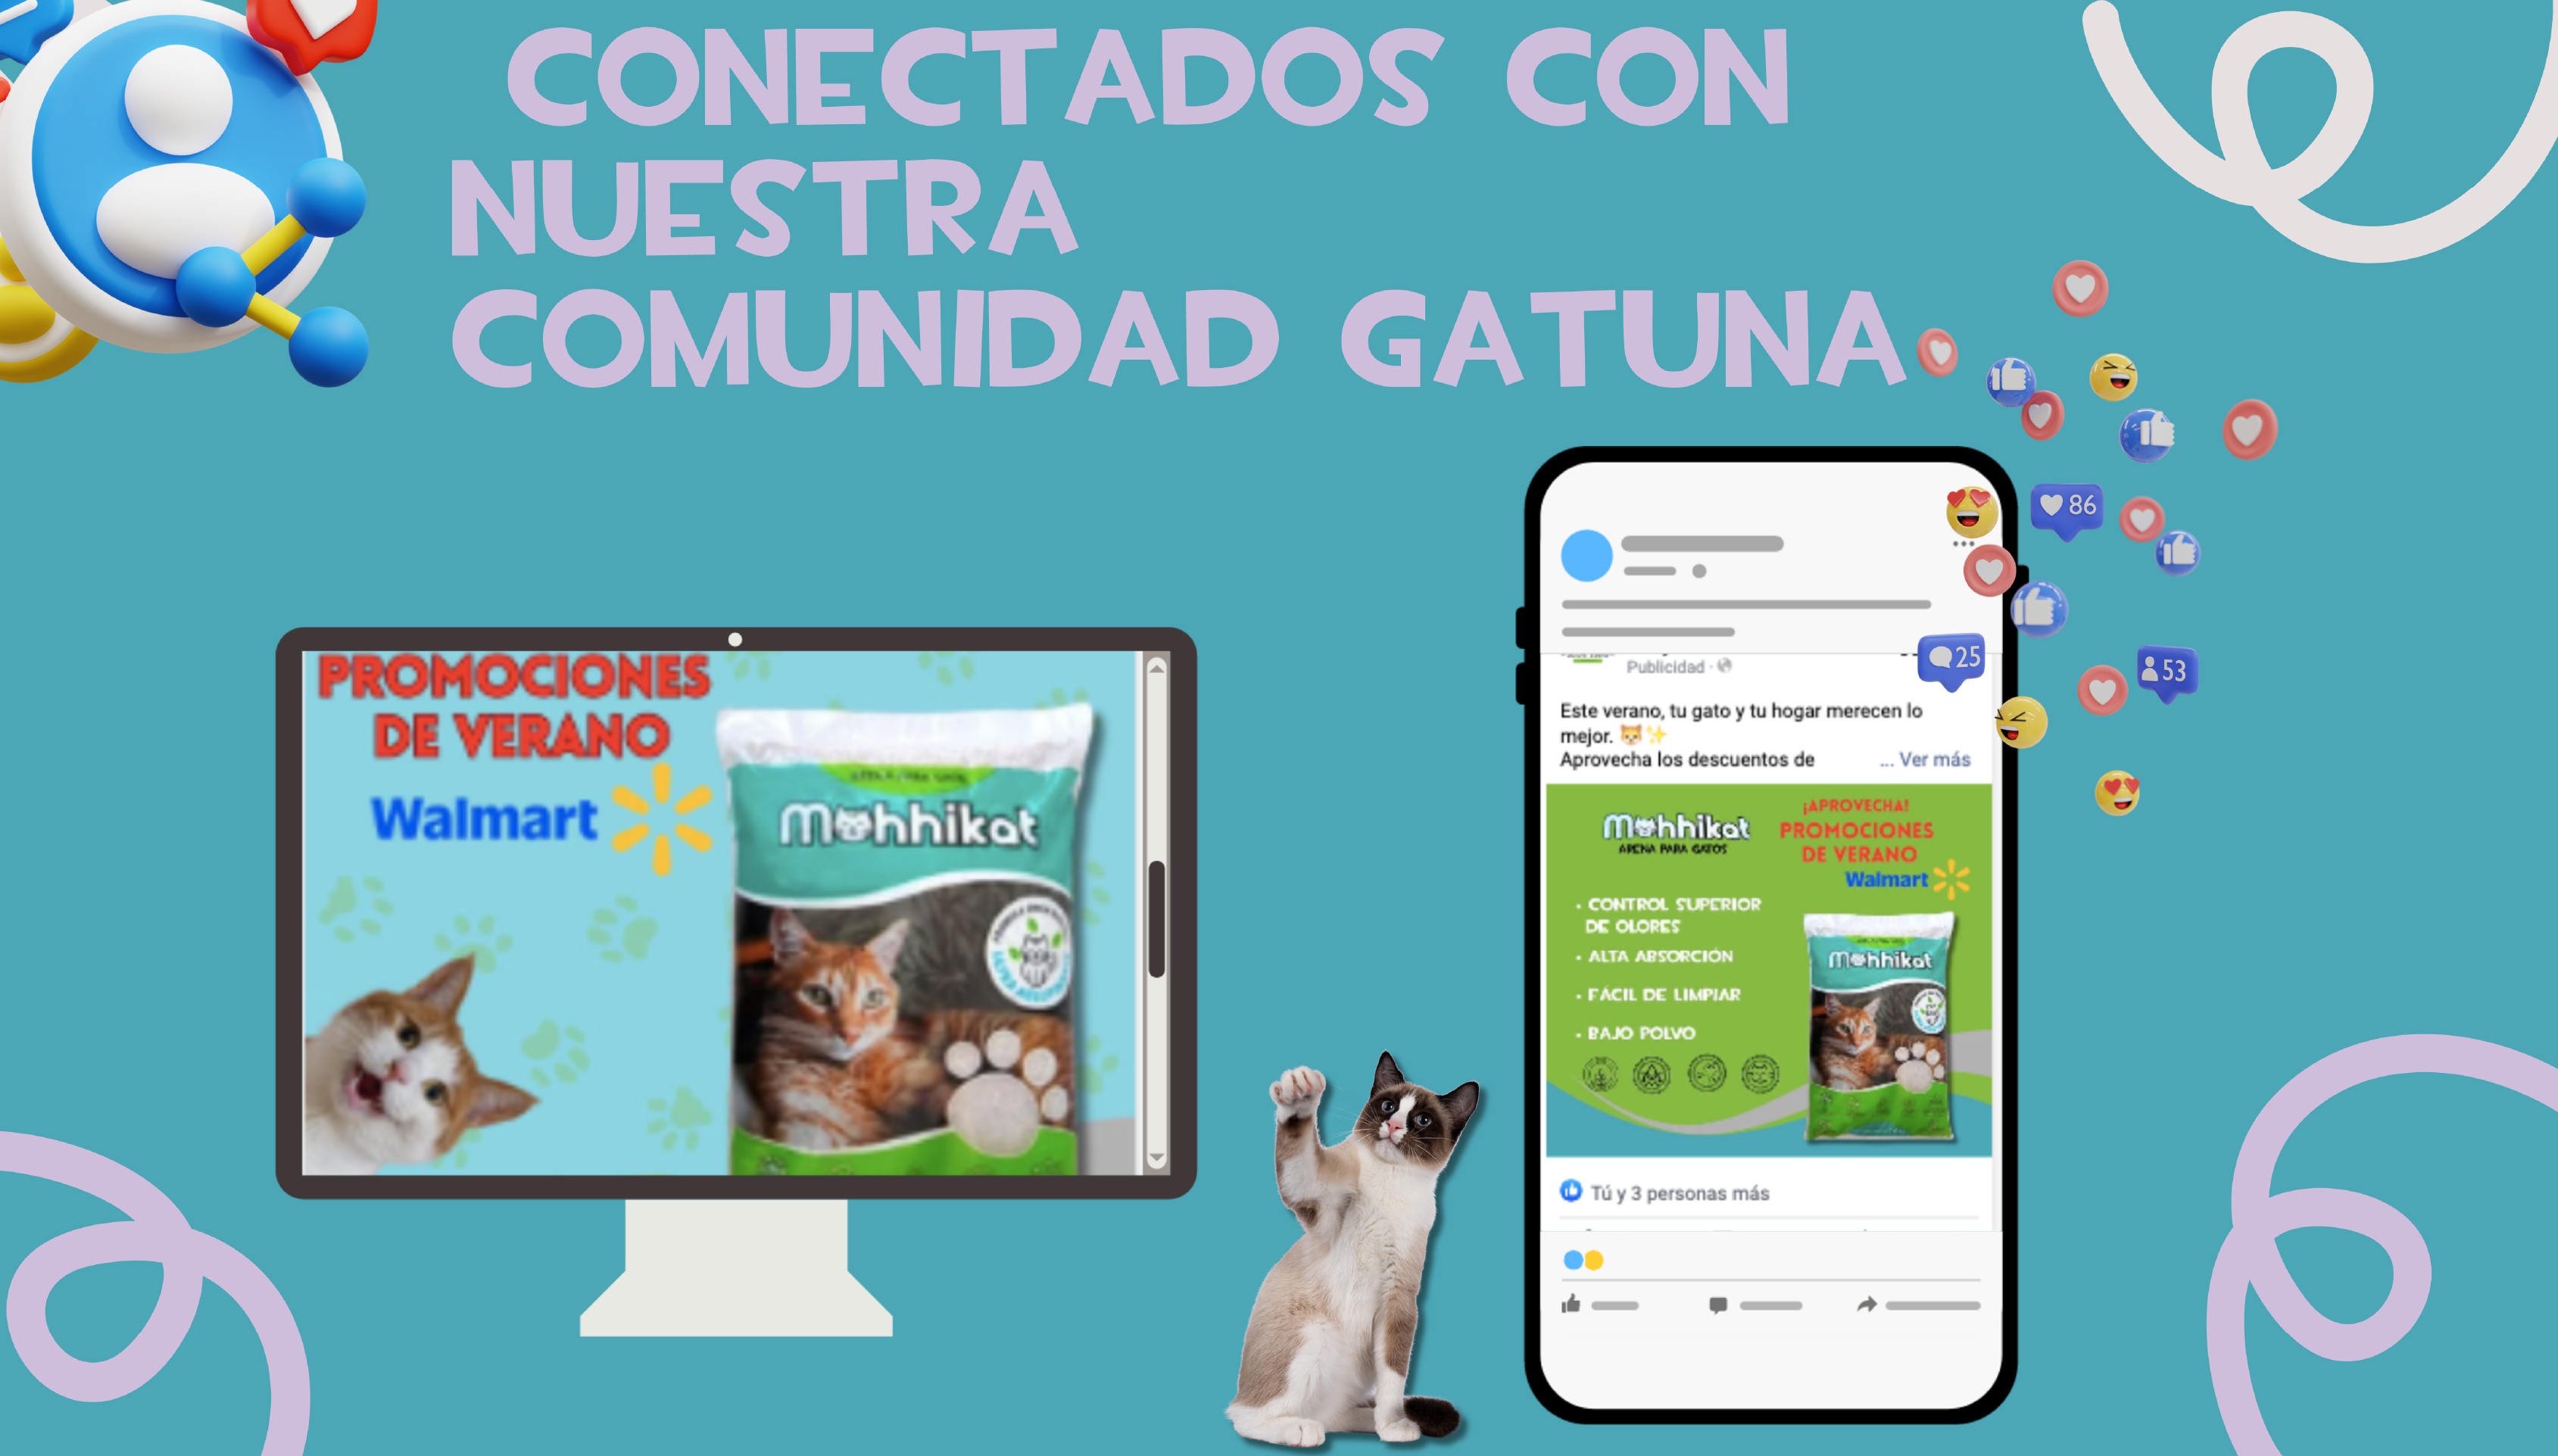 CONECTADOS CON
NUESTRA
COMUNIDAD GATUNA
PROMOCIONES
DE VERANO
Walmart
Mohhikat
86
25
53
Publicidad
Este verano, tu gato y tu hogar merecen lo
mejor. 😺✨
Aprovecha los descuentos de ... Ver más
Mohhikat
ARENA PARA GATOS
¡APROVECHA!
PROMOCIONES
DE VERANO
Walmart
• CONTROL SUPERIOR
DE OLORES
• ALTA ABSORCIÓN
• FÁCIL DE LIMPIAR
• BAJO POLVO
Mohhikat
Tú y 3 personas más